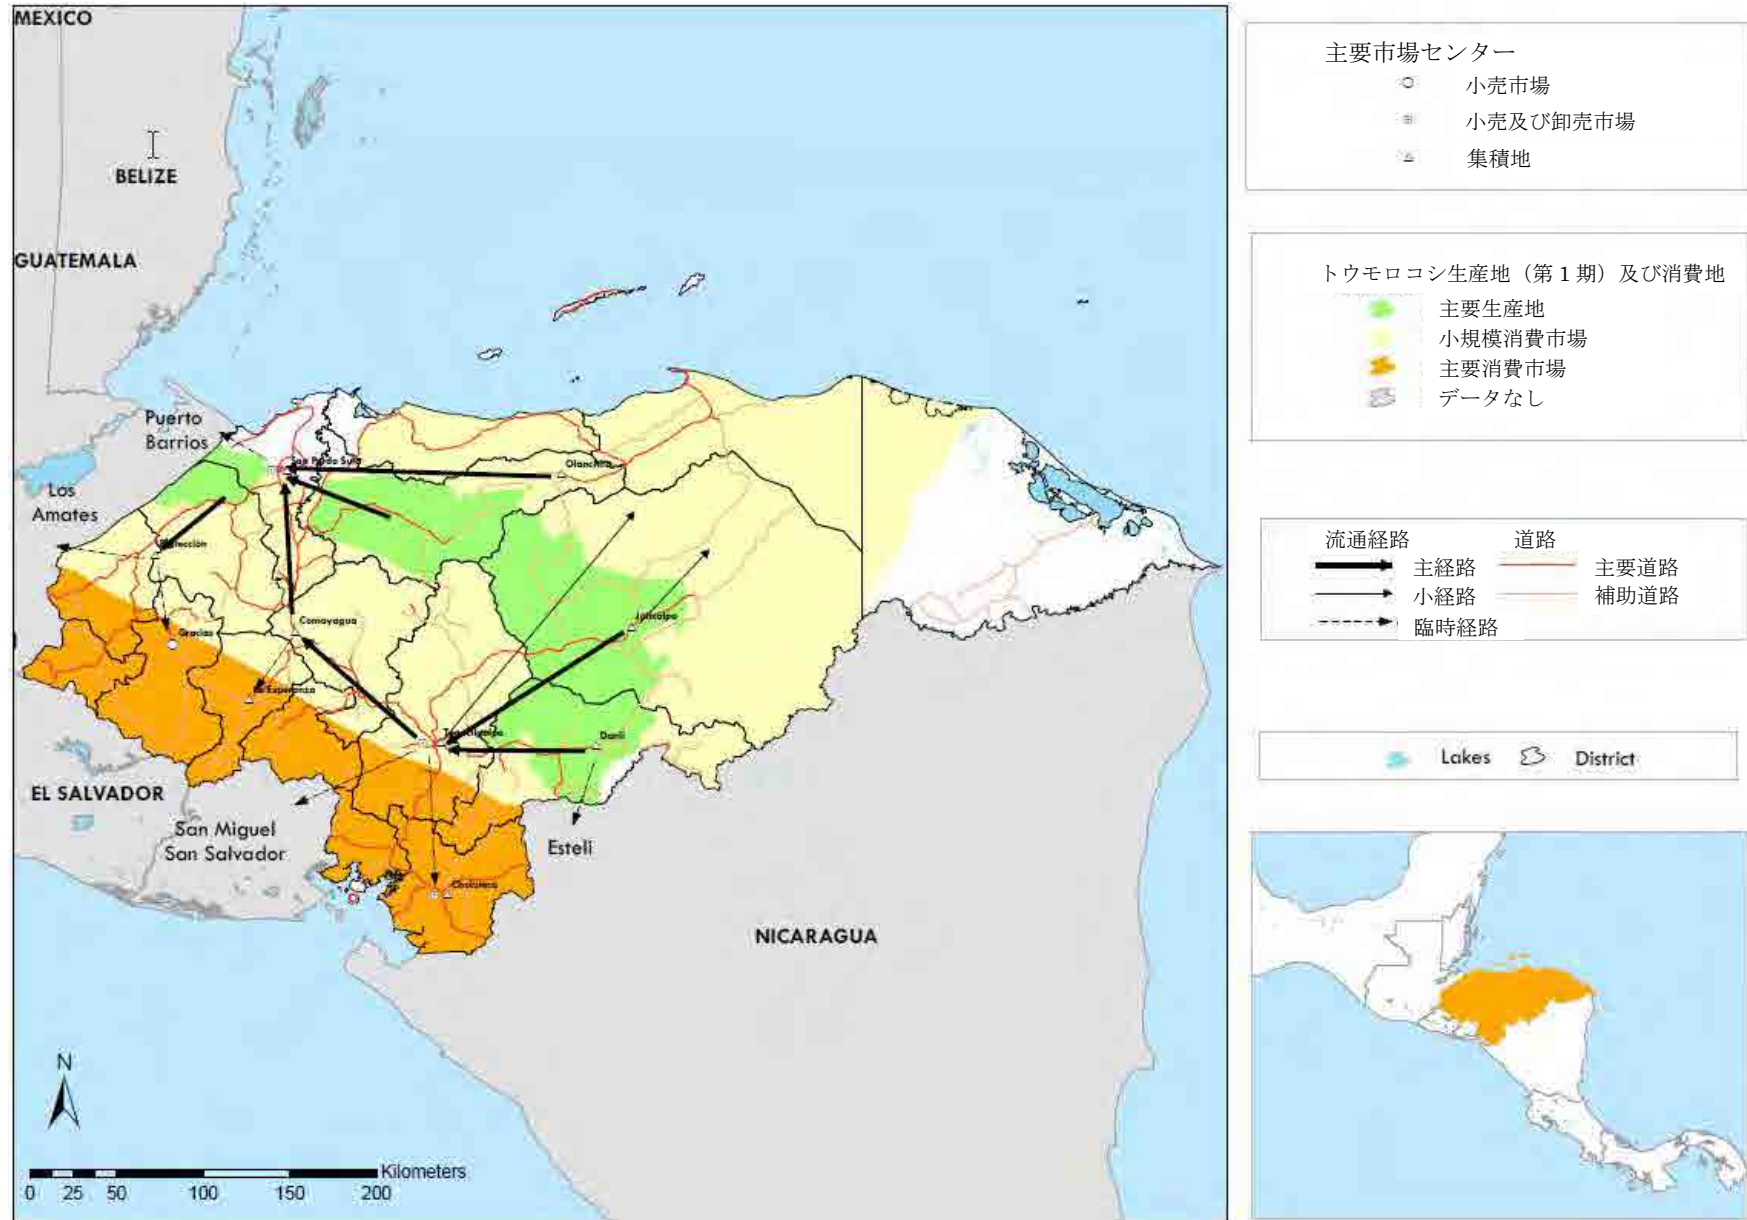 MEXICO
BELIZE
GUATEMALA
Puerto
Barrios
San Pedro Sula
Olanchito
Los
Amates
Protección
Juticalpa
Comayagua
Gracias
La Esperanza
Tegucigalpa
Danli
EL SALVADOR
San Miguel
San Salvador
Esteli
Choluteca
NICARAGUA
N
Kilometers
0 25 50 100 150 200
主要市場センター
小売市場
小売及び卸売市場
集積地
トウモロコシ生産地（第１期）及び消費地
主要生産地
小規模消費市場
主要消費市場
データなし
流通経路 道路
主経路 主要道路
小経路 補助道路
臨時経路
Lakes District